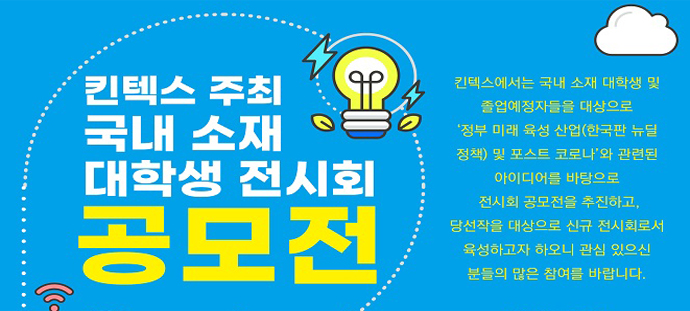 킨텍스 주최
국내 소재
대학생 전시회
공모전
킨텍스에서는 국내 소재 대학생 및
졸업예정자들을 대상으로
'정부 미래 육성 산업(한국판 뉴딜
정책) 및 포스트 코로나'와 관련된
아이디어를 바탕으로
전시회 공모전을 추진하고,
당선작을 대상으로 신규 전시회로서
육성하고자 하오니 관심 있으신
분들의 많은 참여를 바랍니다.